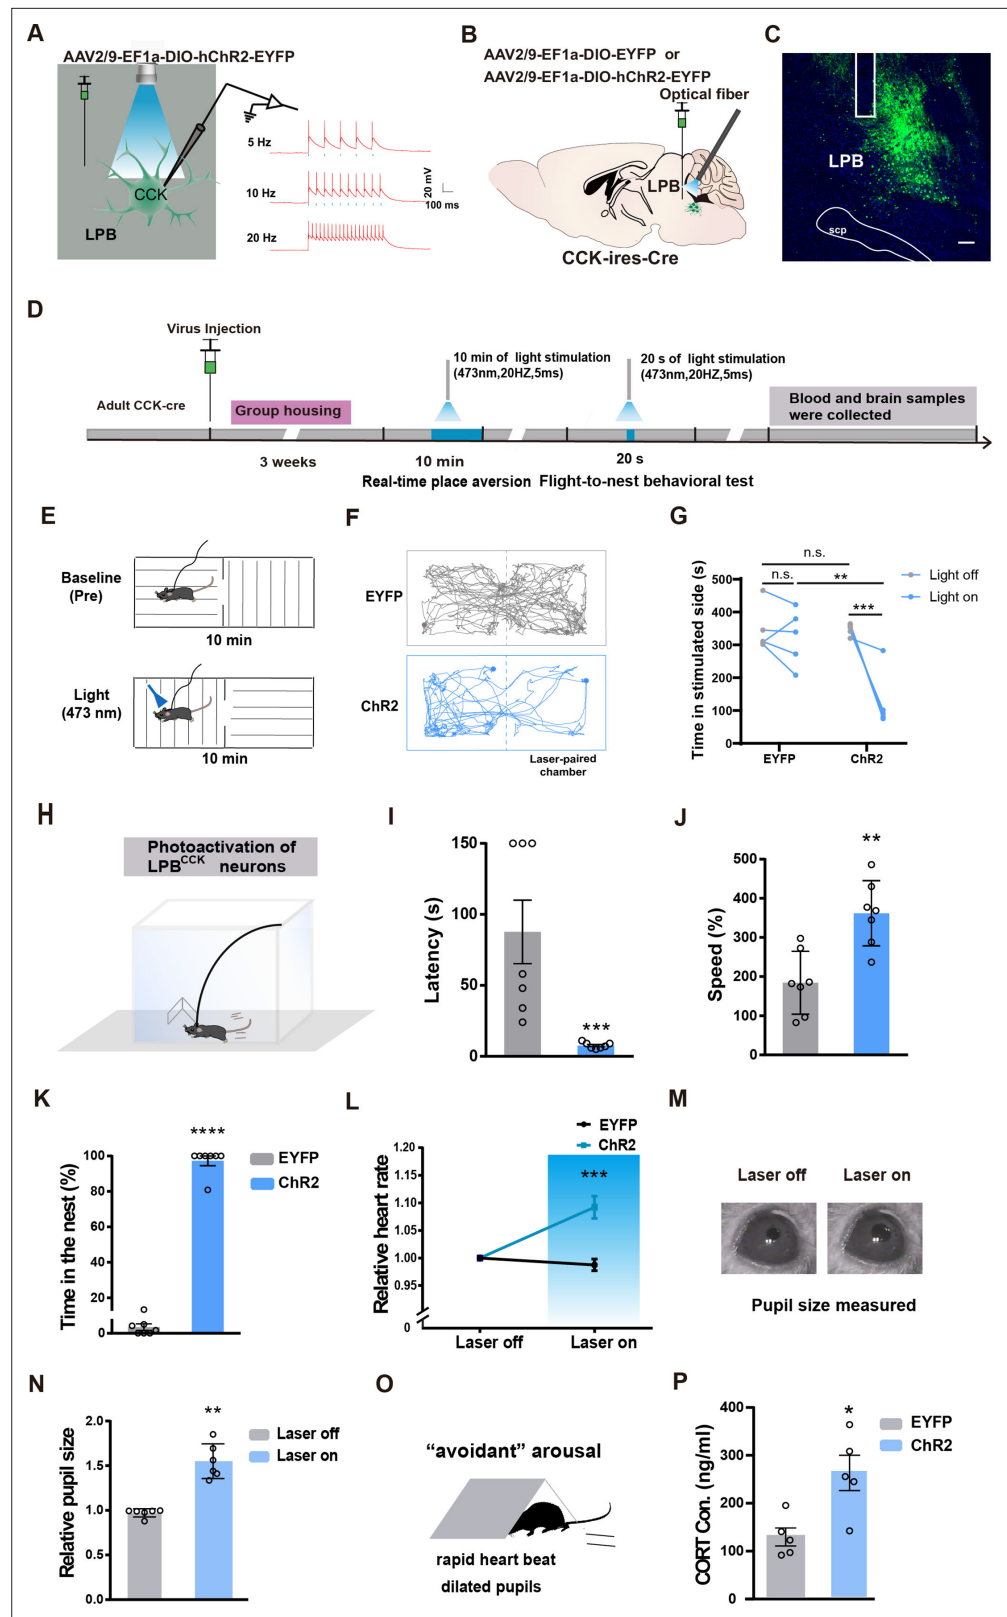 A
AAV2/9-EF1a-DIO-hChR2-EYFP
CCK
LPB
5 Hz
10 Hz
20 Hz
20 mV
100 ms
B
AAV2/9-EF1a-DIO-EYFP or
AAV2/9-EF1a-DIO-hChR2-EYFP
Optical fiber
LPB
CCK-ires-Cre
C
LPB
scp
D
Virus Injection
10 min of light stimulation
(473nm,20HZ,5ms)
20 s of light stimulation
(473nm,20HZ,5ms)
Adult CCK-cre
Group housing
Blood and brain samples
were collected
3 weeks
10 min
20 s
Real-time place aversion
Flight-to-nest behavioral test
E
Baseline
(Pre)
10 min
Light
(473 nm)
10 min
F
EYFP
ChR2
Laser-paired
chamber
G
n.s.
n.s.
**
***
Light off
Light on
Time in stimulated side (s)
500
400
300
200
100
0
EYFP
ChR2
H
Photoactivation of
LPB^CCK neurons
I
Latency (s)
150
100
50
0
***
J
Speed (%)
500
400
300
200
100
0
**
K
Time in the nest (%)
100
80
60
40
20
0
****
EYFP
ChR2
L
EYFP
ChR2
Relative heart rate
1.20
1.10
1.00
0.95
0
***
Laser off
Laser on
M
Laser off
Laser on
Pupil size measured
N
Relative pupil size
2.0
1.5
1.0
0.5
0.0
**
Laser off
Laser on
O
“avoidant” arousal
rapid heart beat
dilated pupils
P
CORT Con. (ng/ml)
400
300
200
100
0
*
EYFP
ChR2